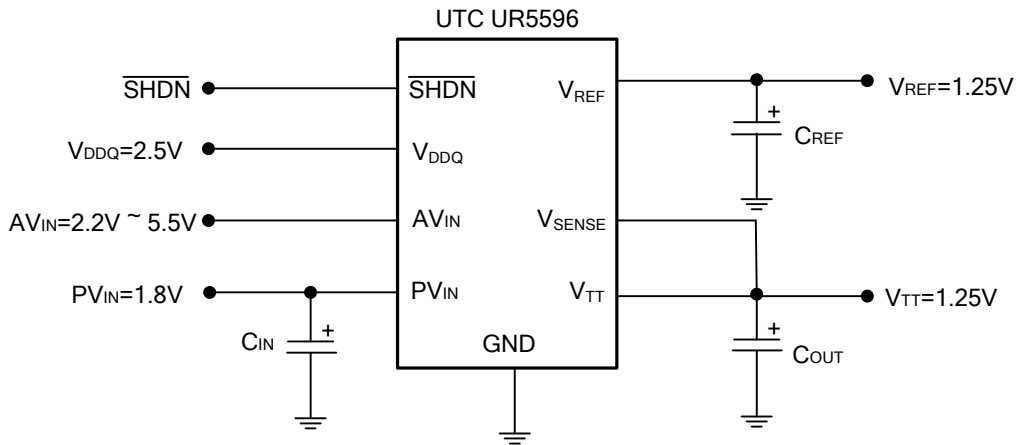 UTC UR5596
SHDN
SHDN
VREF
VREF=1.25V
CREF
VDDQ=2.5V
VDDQ
AVIN=2.2V ~ 5.5V
AVIN
VSENSE
PVIN=1.8V
PVIN
VTT
VTT=1.25V
CIN
GND
COUT
+
+
+